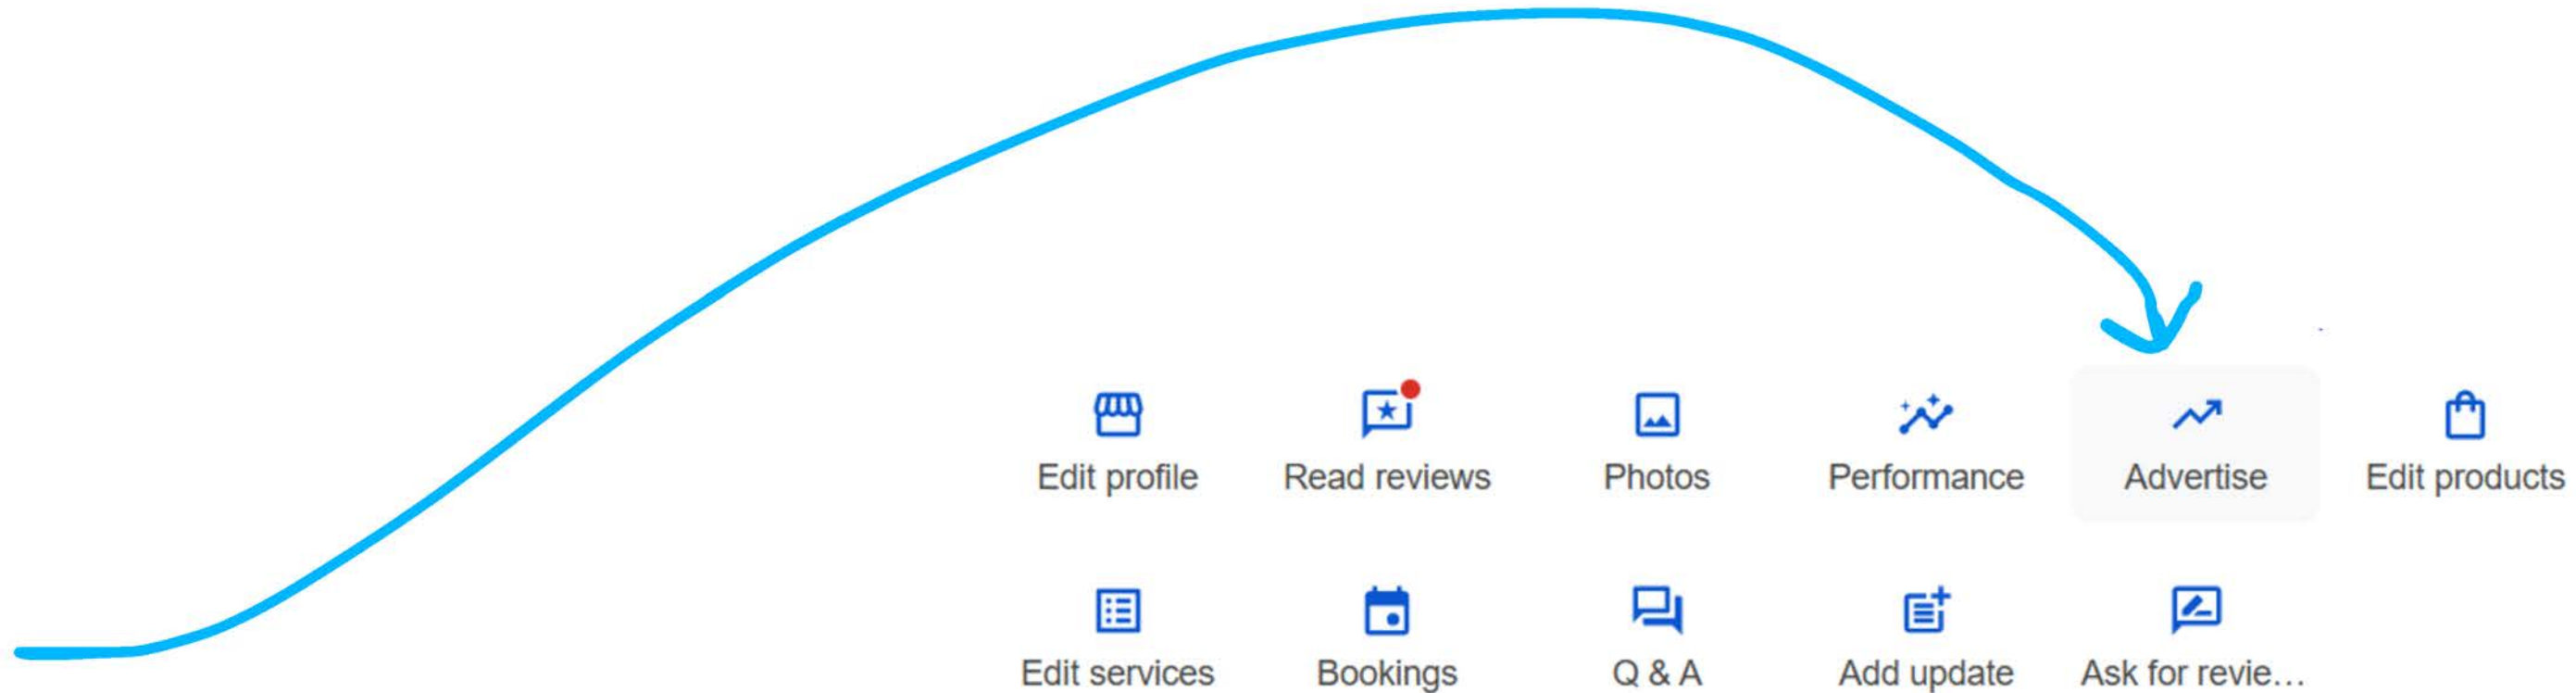 Edit profile Read reviews Photos Performance Advertise Edit products
Edit services Bookings Q & A Add update Ask for revie...